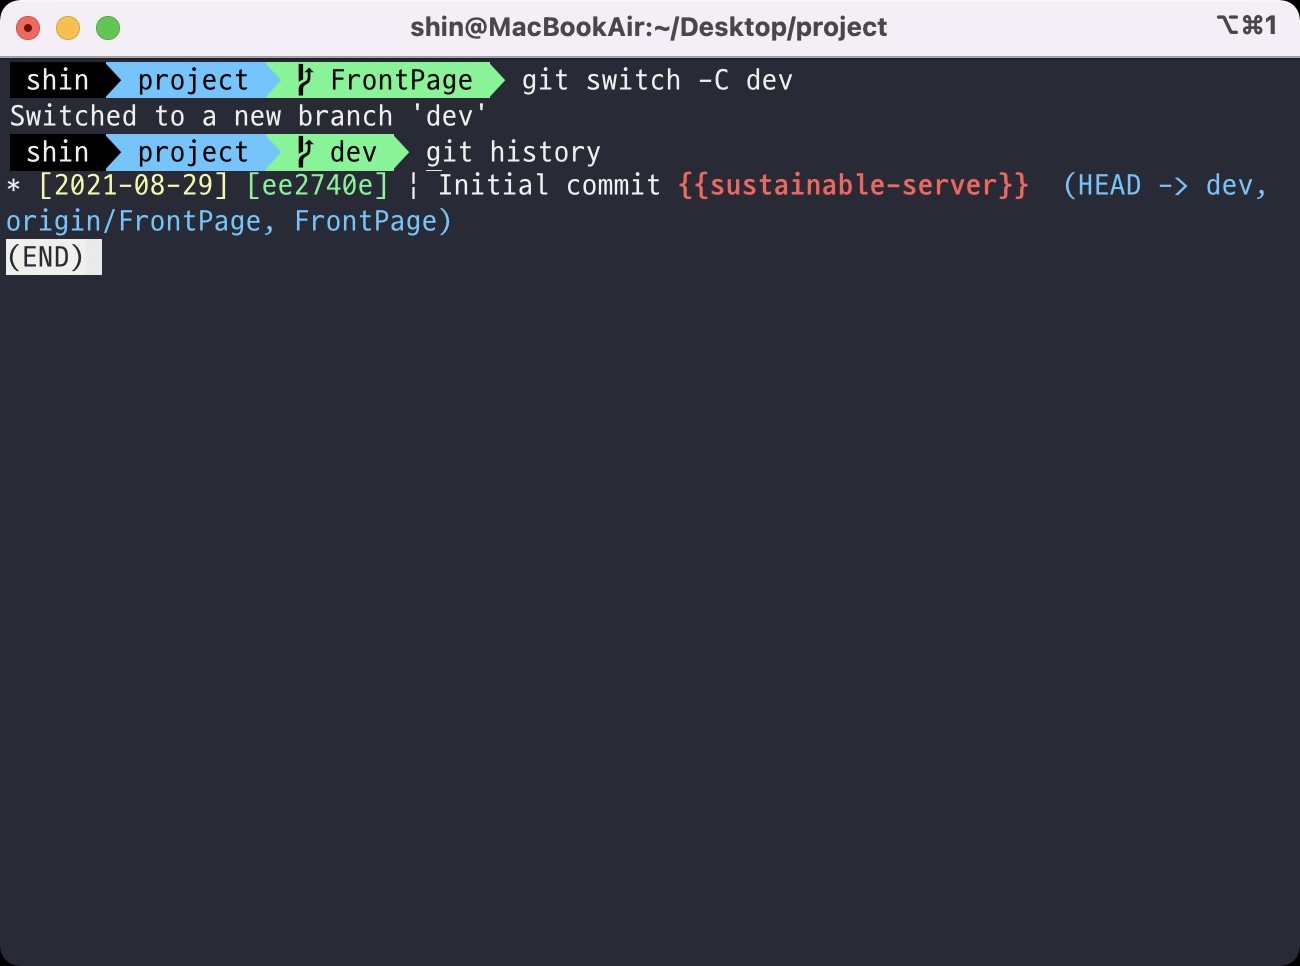 shin@MacBookAir:~/Desktop/project ⌥⌘1
shin project FrontPage git switch -C dev
Switched to a new branch 'dev'
shin project dev git history
* [2021-08-29] [ee2740e] ¦ Initial commit {{sustainable-server}}  (HEAD -> dev,
origin/FrontPage, FrontPage)
(END)